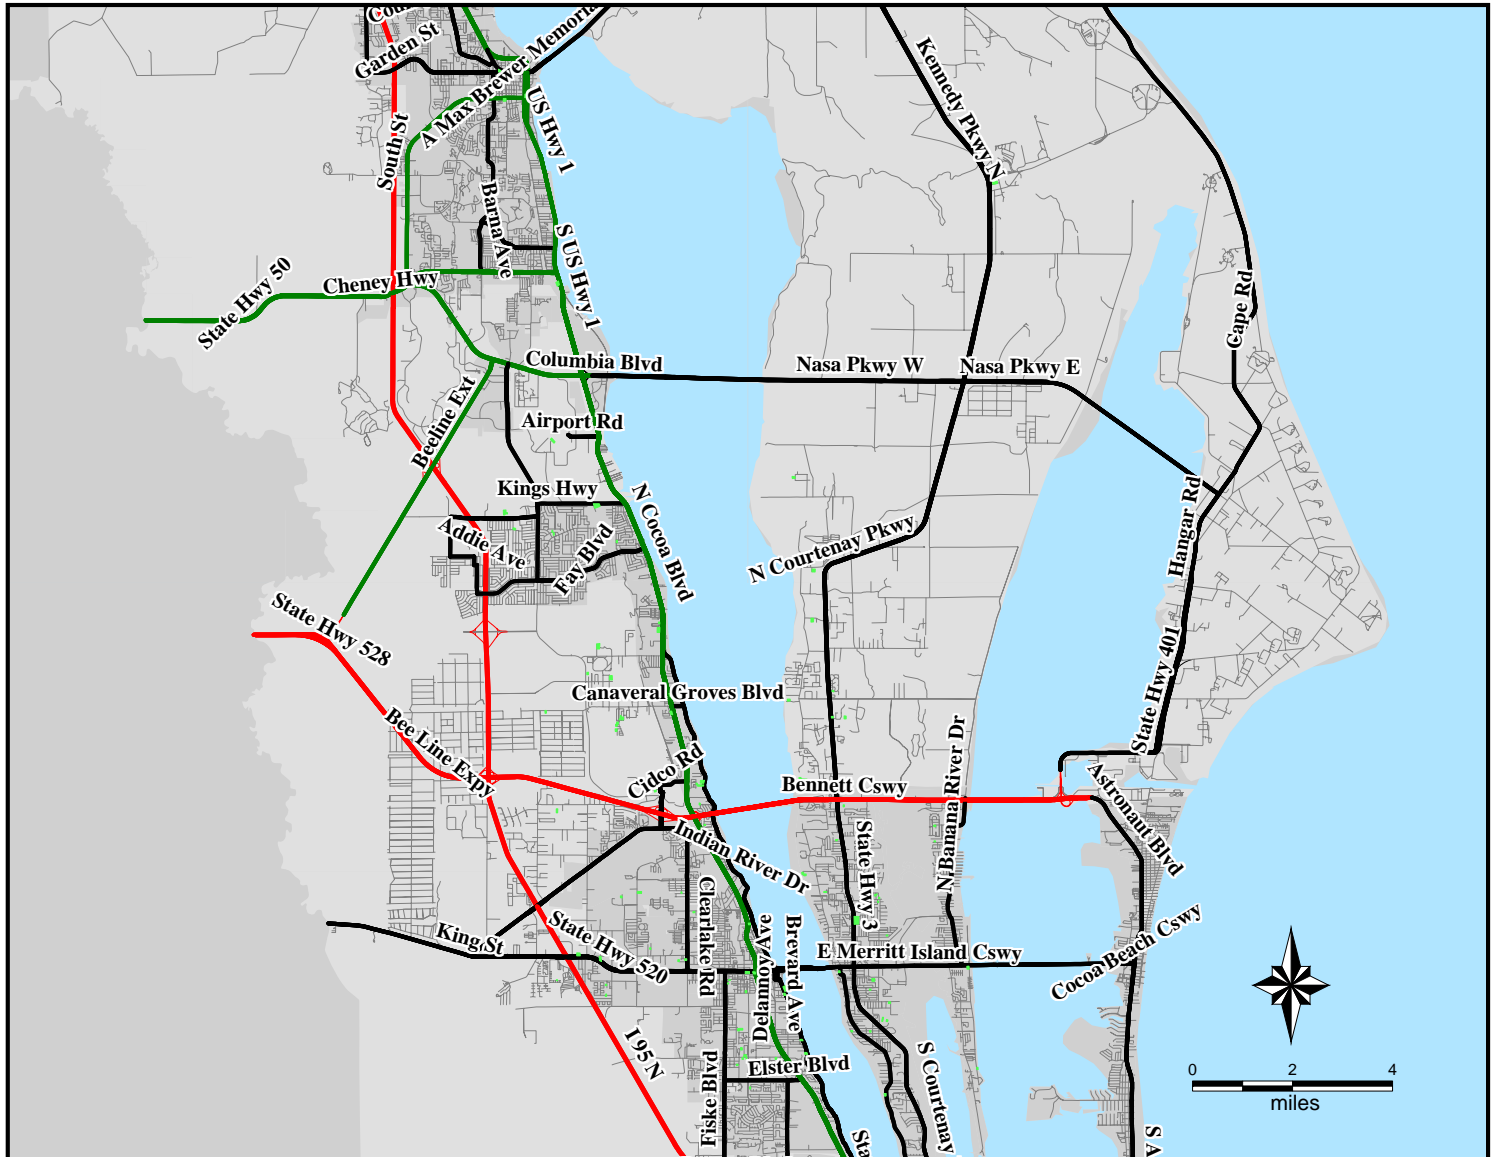 Cou
Garden St
A Max Brewer Memoria
US Hwy 1
Kennedy Pkwy N
South St
Barna Ave
S US Hwy 1
State Hwy 50
Cheney Hwy
Cape Rd
Columbia Blvd
Nasa Pkwy W
Nasa Pkwy E
Beeline Ext
Airport Rd
Kings Hwy
Addie Ave
Fay Blvd
N Cocoa Blvd
N Courtenay Pkwy
Hangar Rd
State Hwy 528
State Hwy 401
Canaveral Groves Blvd
Bee Line Expy
Cidco Rd
Bennett Cswy
N Banana River Dr
Astronaut Blvd
Indian River Dr
State Hwy 3
King St
State Hwy 520
Clearlake Rd
Delannoy Ave
Brevard Ave
E Merritt Island Cswy
Cocoa Beach Cswy
I 95 N
Fiske Blvd
Elster Blvd
S Courtenay
Sta
S A
0 2 4
miles